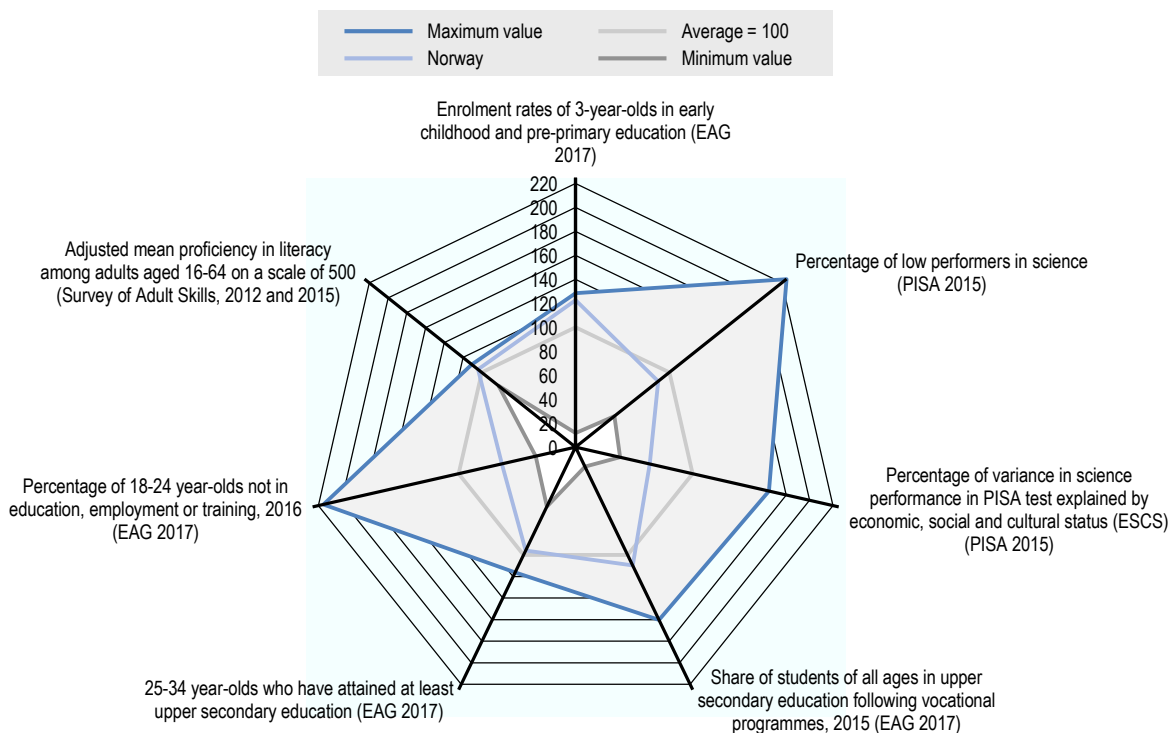 Maximum value
Average = 100
Norway
Minimum value
Enrolment rates of 3-year-olds in early
childhood and pre-primary education (EAG
2017)
220
200
180
160
140
120
100
80
60
40
20
0
Adjusted mean proficiency in literacy
among adults aged 16-64 on a scale of 500
(Survey of Adult Skills, 2012 and 2015)
Percentage of low performers in science
(PISA 2015)
Percentage of 18-24 year-olds not in
education, employment or training, 2016
(EAG 2017)
Percentage of variance in science
performance in PISA test explained by
economic, social and cultural status (ESCS)
(PISA 2015)
25-34 year-olds who have attained at least
upper secondary education (EAG 2017)
Share of students of all ages in upper
secondary education following vocational
programmes, 2015 (EAG 2017)